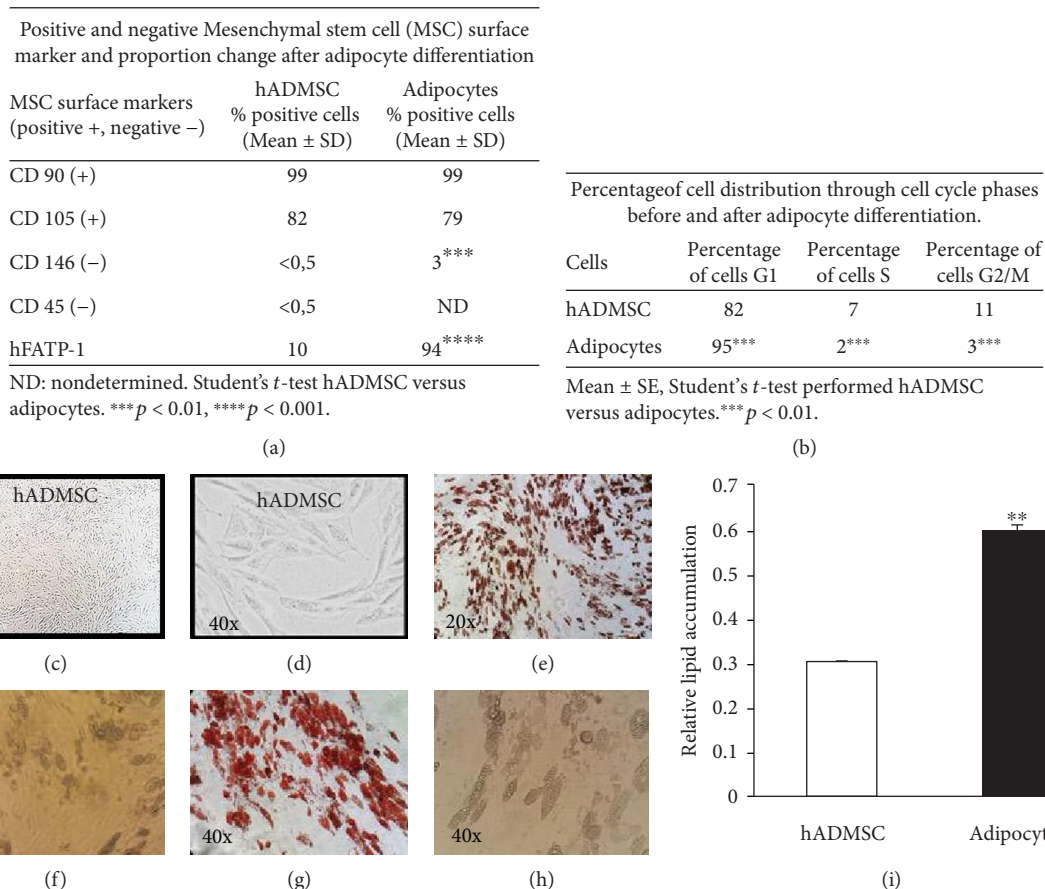 Positive and negative Mesenchymal stem cell (MSC) surface
marker and proportion change after adipocyte differentiation
MSC surface markers
(positive +, negative −)
hADMSC
% positive cells
(Mean ± SD)
Adipocytes
% positive cells
(Mean ± SD)
CD 90 (+) 99 99
CD 105 (+) 82 79
CD 146 (−) <0,5 3***
CD 45 (−) <0,5 ND
hFATP-1 10 94****
ND: nondetermined. Student's t-test hADMSC versus
adipocytes. ***p < 0.01, ****p < 0.001.
(a)
Percentageof cell distribution through cell cycle phases
before and after adipocyte differentiation.
Cells
Percentage
of cells G1
Percentage
of cells S
Percentage of
cells G2/M
hADMSC 82 7 11
Adipocytes 95*** 2*** 3***
Mean ± SE, Student's t-test performed hADMSC
versus adipocytes.***p < 0.01.
(b)
hADMSC
(c)
hADMSC
40x
(d)
20x
(e)
(f)
40x
(g)
40x
(h)
Relative lipid accumulation
0.7
0.6
0.5
0.4
0.3
0.2
0.1
0
**
hADMSC
Adipocyt
(i)